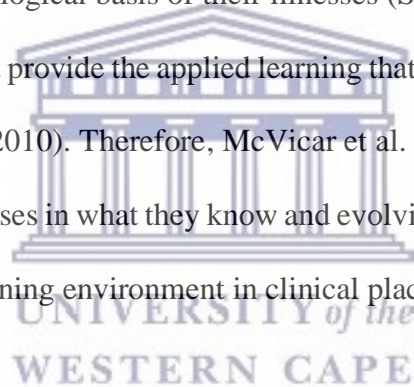 ological basis of their illnesses (S
provide the applied learning that
2010). Therefore, McVicar et al.
ses in what they know and evolvi
ning environment in clinical plac
UNIVERSITY of the
WESTERN CAPE